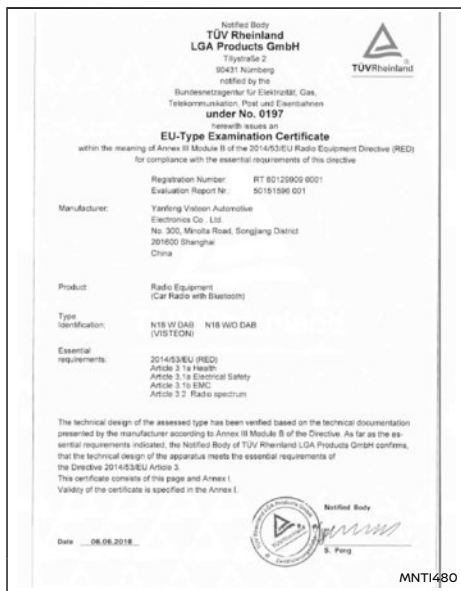 Notified Body
TÜV Rheinland
LGA Products GmbH
Tillystraße 2
90431 Nürnberg
notified by the
Bundesnetzagentur für Elektrizität, Gas,
Telekommunikation, Post und Eisenbahnen
under No. 0197
herewith issues an
EU-Type Examination Certificate
within the meaning of Annex III Module B of the 2014/53/EU Radio Equipment Directive (RED)
for compliance with the essential requirements of this directive
TÜVRheinland
Registration Number: RT 60129909 0001
Evaluation Report Nr.: 50151596 001
Manufacturer: Yanfeng Visteon Automotive
Electronics Co., Ltd.
No. 300, Minolta Road, Songjiang District
201600 Shanghai
China
Product: Radio Equipment
(Car Radio with Bluetooth)
Type
Identification: N18 W DAB N18 W/O DAB
(VISTEON)
Essential
requirements: 2014/53/EU (RED)
Article 3.1a Health
Article 3.1a Electrical Safety
Article 3.1b EMC
Article 3.2 Radio spectrum
The technical design of the assessed type has been verified based on the technical documentation
presented by the manufacturer according to Annex III Module B of the Directive. As far as the es-
sential requirements indicated, the Notified Body of TÜV Rheinland LGA Products GmbH confirms,
that the technical design of the apparatus meets the essential requirements of
the Directive 2014/53/EU Article 3.
This certificate consists of this page and Annex I.
Validity of the certificate is specified in the Annex I.
Notified Body
Date 08.06.2018
S. Pang
MNTI480